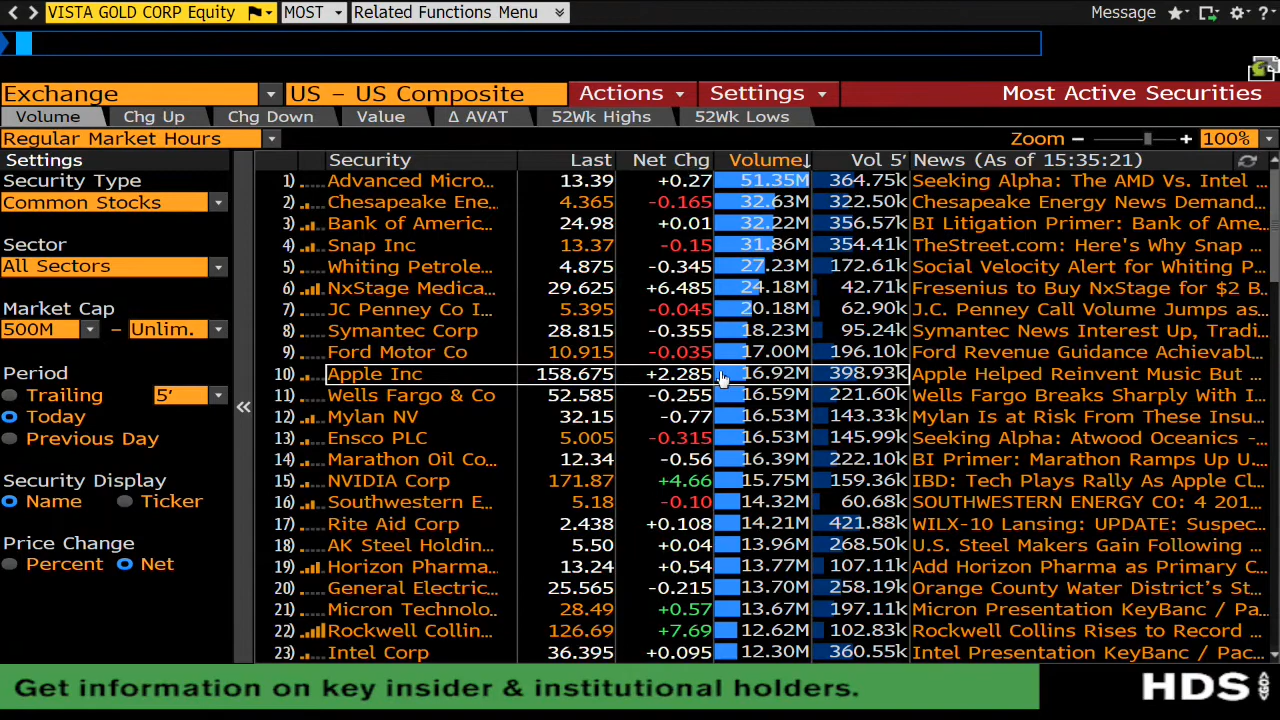 VISTA GOLD CORP Equity MOST Related Functions Menu Message ?
Exchange US - US Composite Actions Settings Most Active Securities
Volume Chg Up Chg Down Value Δ AVAT 52Wk Highs 52Wk Lows
Regular Market Hours Zoom - + 100%
Settings Security Last Net Chg Volume↓ Vol 5' News (As of 15:35:21)
Security Type
Common Stocks
Sector
All Sectors
Market Cap
500M - Unlim.
Period
Trailing 5'
Today
Previous Day
Security Display
Name Ticker
Price Change
Percent Net
1) Advanced Micro... 13.39 +0.27 51.35M 364.75k Seeking Alpha: The AMD Vs. Intel ...
2) Chesapeake Ene... 4.365 -0.165 32.63M 322.50k Chesapeake Energy News Demand...
3) Bank of Americ... 24.98 +0.01 32.22M 356.57k BI Litigation Primer: Bank of Ame...
4) Snap Inc 13.37 -0.15 31.86M 354.41k TheStreet.com: Here's Why Snap ...
5) Whiting Petrole... 4.875 -0.345 27.23M 172.61k Social Velocity Alert for Whiting P...
6) NxStage Medica... 29.625 +6.485 24.18M 42.71k Fresenius to Buy NxStage for $2 B...
7) JC Penney Co I... 5.395 -0.045 20.18M 62.90k J.C. Penney Call Volume Jumps as...
8) Symantec Corp 28.815 -0.355 18.23M 95.24k Symantec News Interest Up, Tradi...
9) Ford Motor Co 10.915 -0.035 17.00M 196.10k Ford Revenue Guidance Achievabl...
10) Apple Inc 158.675 +2.285 16.92M 398.93k Apple Helped Reinvent Music But ...
11) Wells Fargo & Co 52.585 -0.255 16.59M 221.60k Wells Fargo Breaks Sharply With I...
12) Mylan NV 32.15 -0.77 16.53M 143.33k Mylan Is at Risk From These Insu...
13) Ensco PLC 5.005 -0.315 16.53M 145.99k Seeking Alpha: Atwood Oceanics -...
14) Marathon Oil Co... 12.34 -0.56 16.39M 222.10k BI Primer: Marathon Ramps Up U....
15) NVIDIA Corp 171.87 +4.66 15.75M 159.36k IBD: Tech Plays Rally As Apple Cl...
16) Southwestern E... 5.18 -0.10 14.32M 60.68k SOUTHWESTERN ENERGY CO: 4 201...
17) Rite Aid Corp 2.438 +0.108 14.21M 421.88k WILX-10 Lansing: UPDATE: Suspec...
18) AK Steel Holdin... 5.50 +0.04 13.96M 268.50k U.S. Steel Makers Gain Following ...
19) Horizon Pharma... 13.24 +0.54 13.77M 107.11k Add Horizon Pharma as Primary C...
20) General Electric... 25.565 -0.215 13.70M 258.19k Orange County Water District's St...
21) Micron Technolo... 28.49 +0.57 13.67M 197.11k Micron Presentation KeyBanc / Pa...
22) Rockwell Collin... 126.69 +7.69 12.62M 102.83k Rockwell Collins Rises to Record ...
23) Intel Corp 36.395 +0.095 12.30M 360.55k Intel Presentation KeyBanc / Pac...
Get information on key insider & institutional holders. HDS <GO>